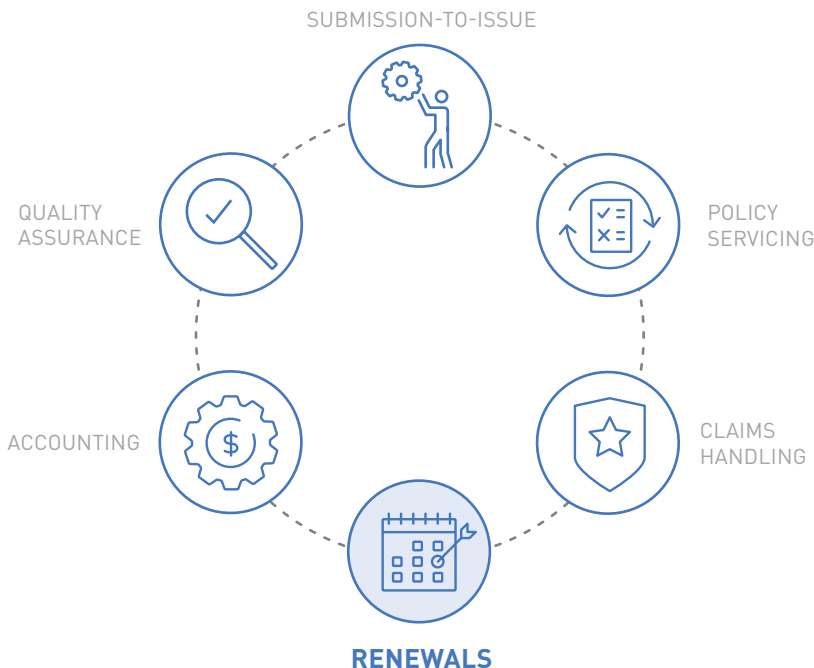 SUBMISSION-TO-ISSUE
QUALITY
ASSURANCE
POLICY
SERVICING
$
ACCOUNTING
CLAIMS
HANDLING
RENEWALS